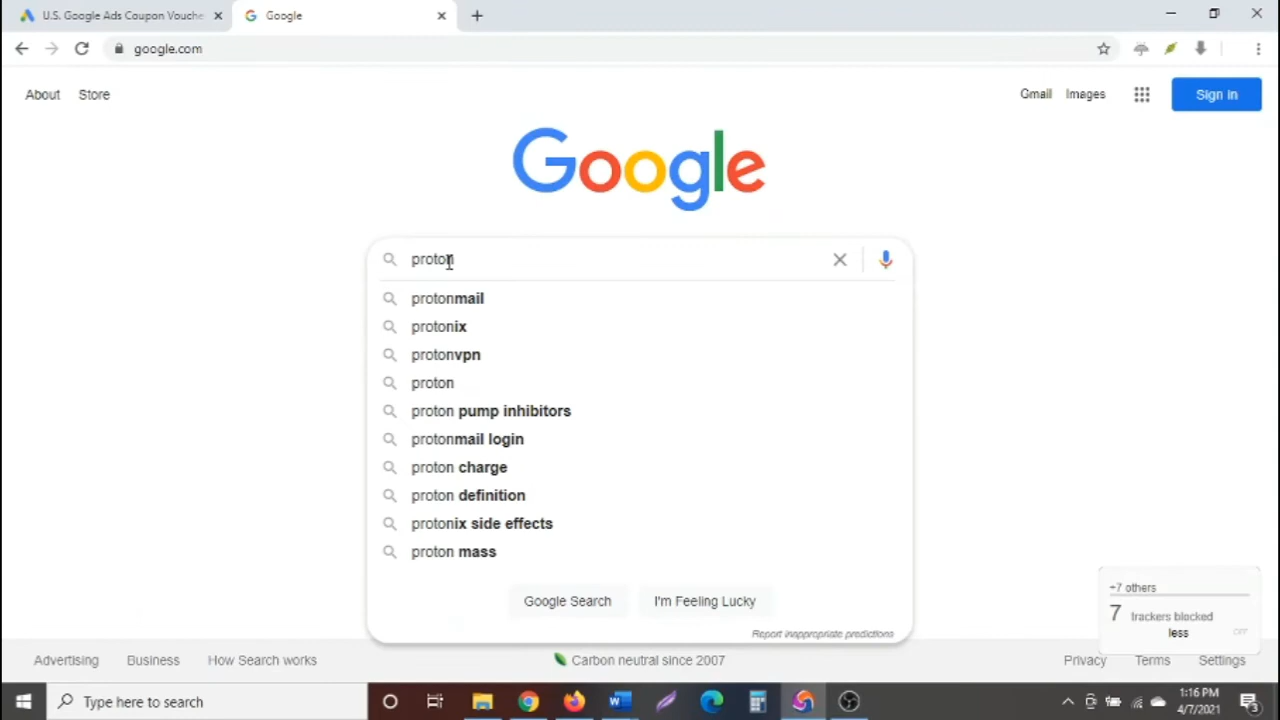 U.S. Google Ads Coupon Vouche
Google
google.com
About Store
Gmail Images
Sign in
Google
proton
protonmail
protonix
protonvpn
proton
proton pump inhibitors
protonmail login
proton charge
proton definition
protonix side effects
proton mass
Google Search I'm Feeling Lucky
Report inappropriate predictions
+7 others
7 trackers blocked
less
OFF
Advertising Business How Search works
Carbon neutral since 2007
Privacy Terms Settings
Type here to search
1:16 PM
4/7/2021
3